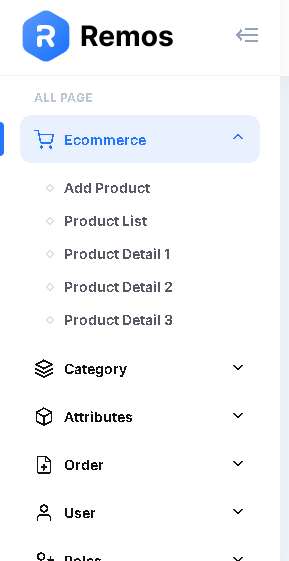 Remos
ALL PAGE
Ecommerce
Add Product
Product List
Product Detail 1
Product Detail 2
Product Detail 3
Category
Attributes
Order
User
Roles